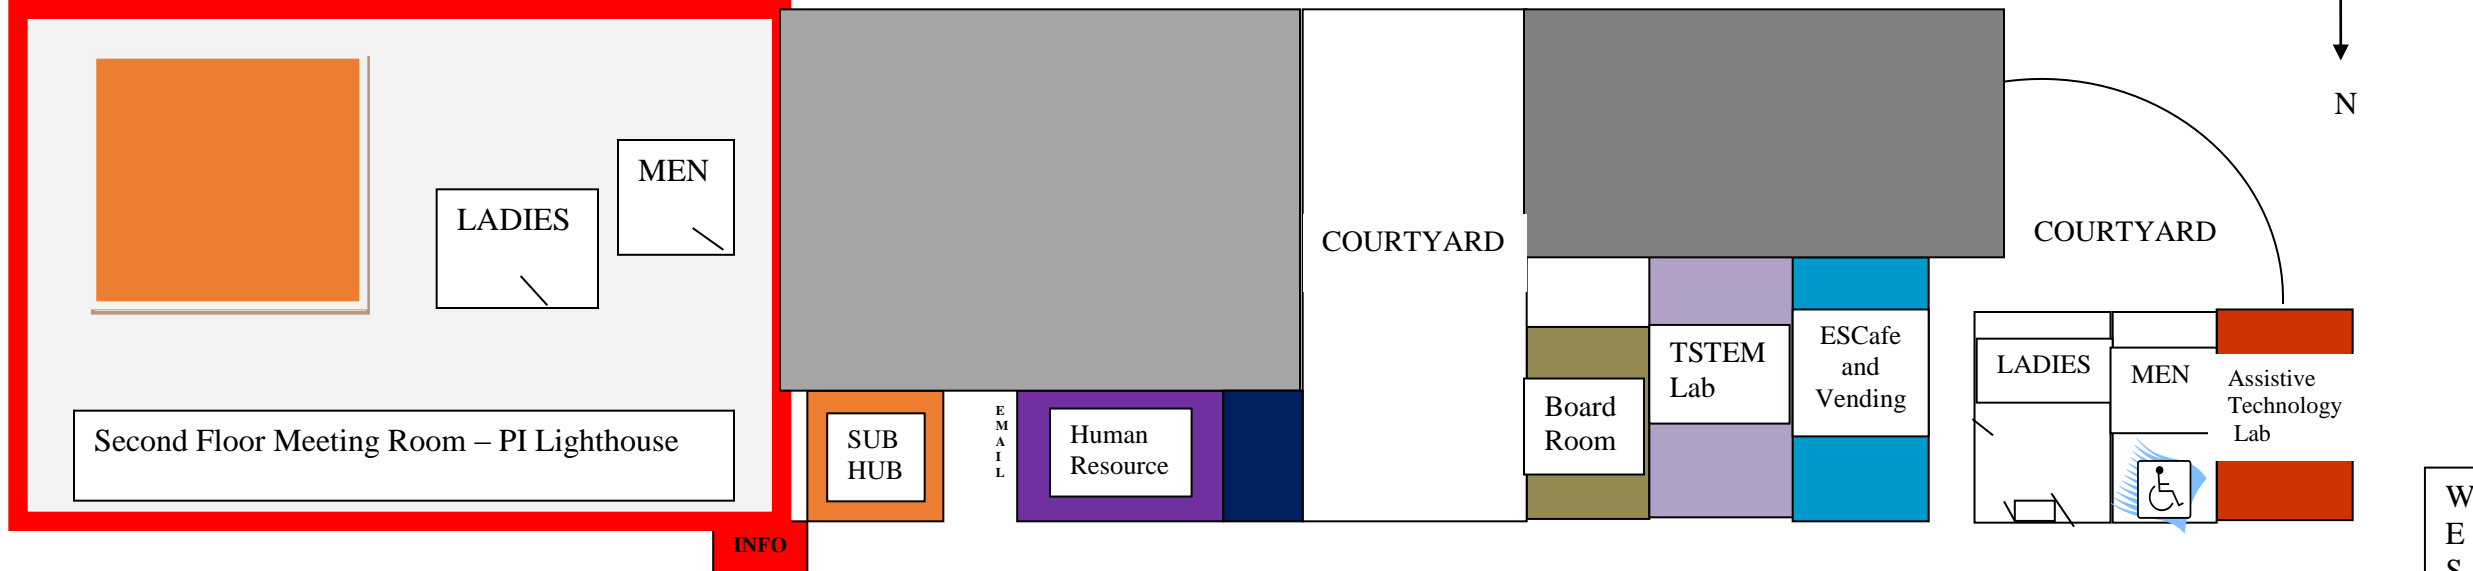 N
MEN
LADIES
COURTYARD
COURTYARD
Second Floor Meeting Room – PI Lighthouse
SUB
HUB
E
M
A
I
L
Human
Resource
Board
Room
TSTEM
Lab
ESCafe
and
Vending
LADIES
MEN
Assistive
Technology
Lab
INFO
W
E
S